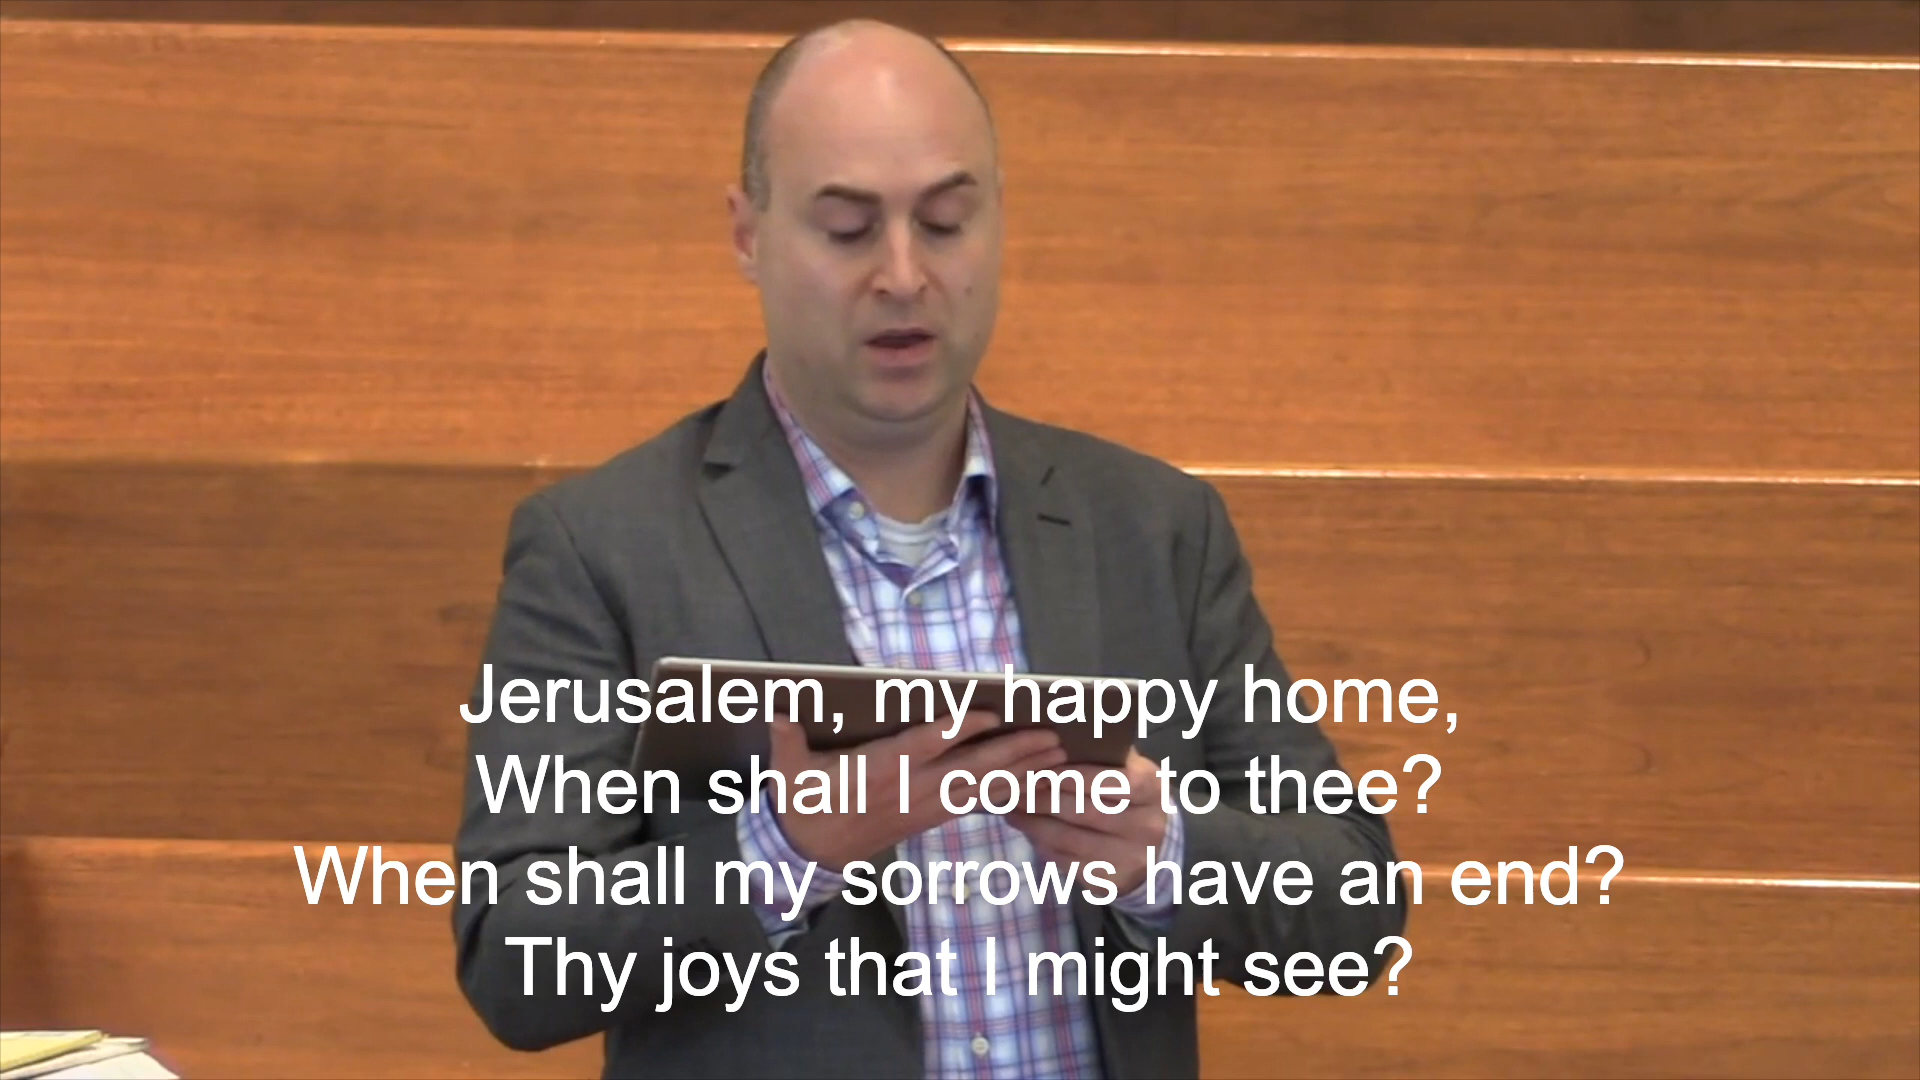 Jerusalem, my happy home,
When shall I come to thee?
When shall my sorrows have an end?
Thy joys that I might see?